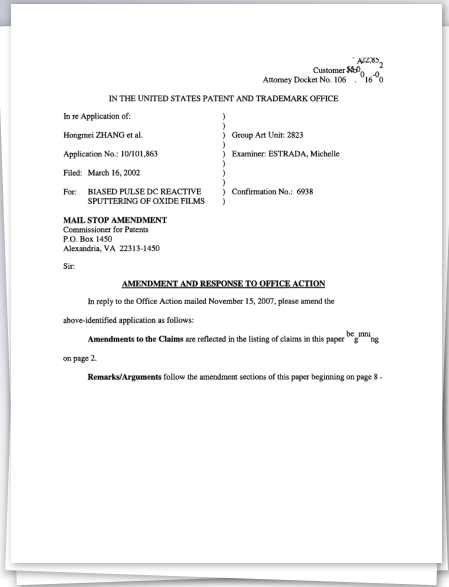 Customer
Attorney Docket No. 106
IN THE UNITED STATES PATENT AND TRADEMARK OFFICE
In re Application of: )
)
Hongmei ZHANG et al. ) Group Art Unit: 2823
)
Application No.: 10/101,863 ) Examiner: ESTRADA, Michelle
)
Filed: March 16, 2002 )
)
For: BIASED PULSE DC REACTIVE ) Confirmation No.: 6938
SPUTTERING OF OXIDE FILMS )
MAIL STOP AMENDMENT
Commissioner for Patents
P.O. Box 1450
Alexandria, VA 22313-1450
Sir:
AMENDMENT AND RESPONSE TO OFFICE ACTION
In reply to the Office Action mailed November 15, 2007, please amend the
above-identified application as follows:
Amendments to the Claims are reflected in the listing of claims in this paper beginning
on page 2.
Remarks/Arguments follow the amendment sections of this paper beginning on page 8 -